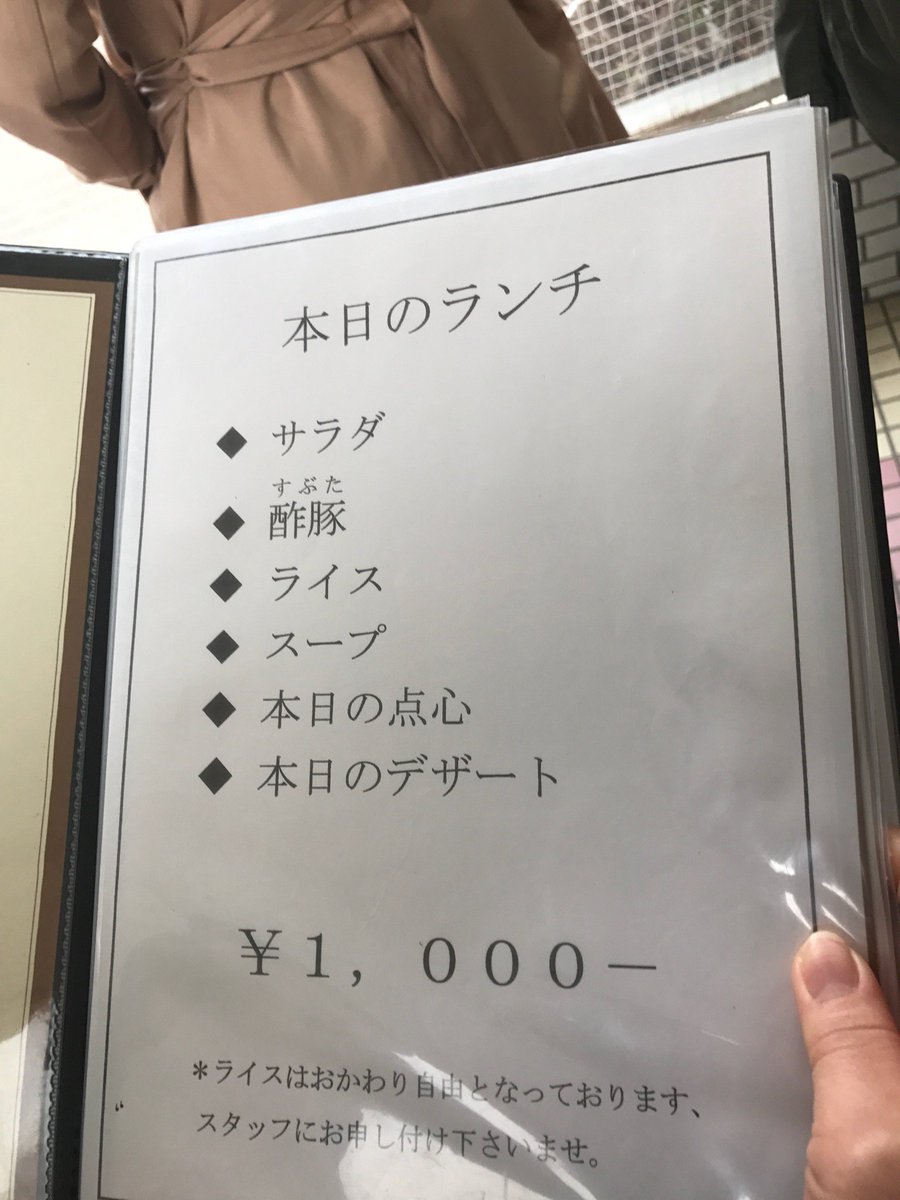 本日のランチ
◆ サラダ
すぶた
◆ 酢豚
◆ ライス
◆ スープ
◆ 本日の点心
◆ 本日のデザート
￥１，０００－
＊ライスはおかわり自由となっております、
スタッフにお申し付け下さいませ。